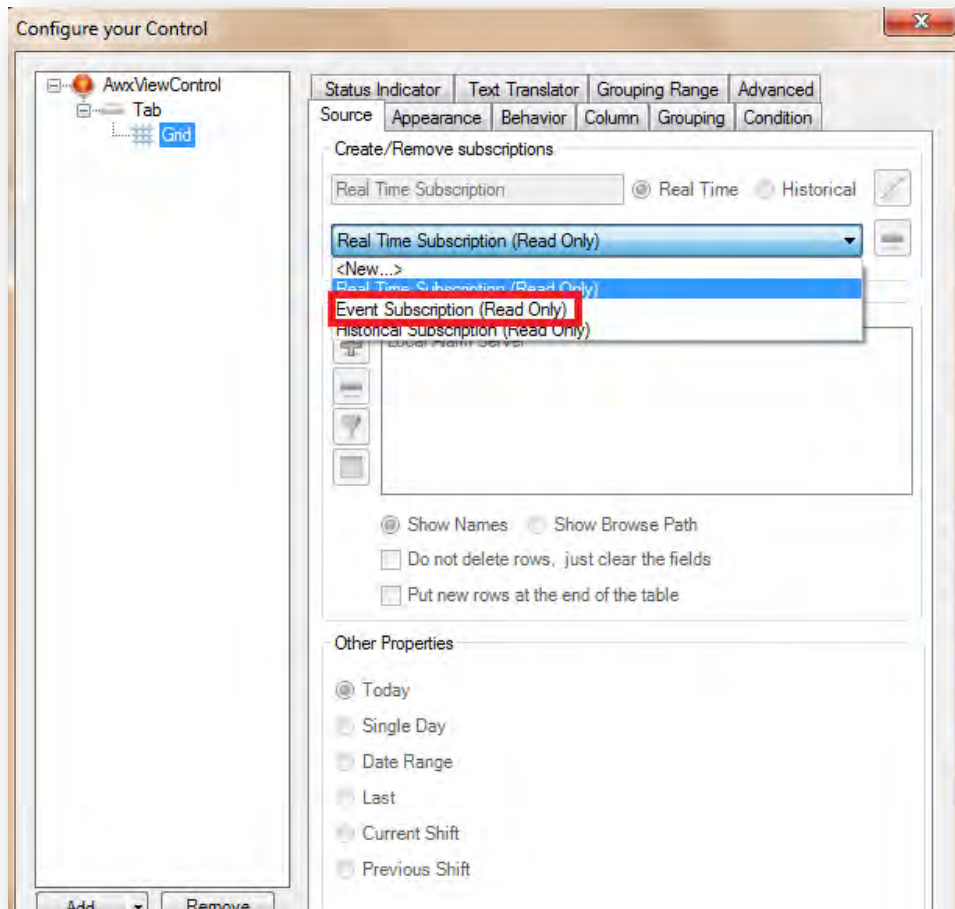 Configure your Control
AwxViewControl
Tab
Grid
Status Indicator Text Translator Grouping Range Advanced
Source Appearance Behavior Column Grouping Condition
Create/Remove subscriptions
Real Time Subscription Real Time Historical
Real Time Subscription (Read Only)
<New...>
Real Time Subscription (Read Only)
Event Subscription (Read Only)
Historical Subscription (Read Only)
Local Alarm Server
Show Names Show Browse Path
Do not delete rows, just clear the fields
Put new rows at the end of the table
Other Properties
Today
Single Day
Date Range
Last
Current Shift
Previous Shift
Add Remove